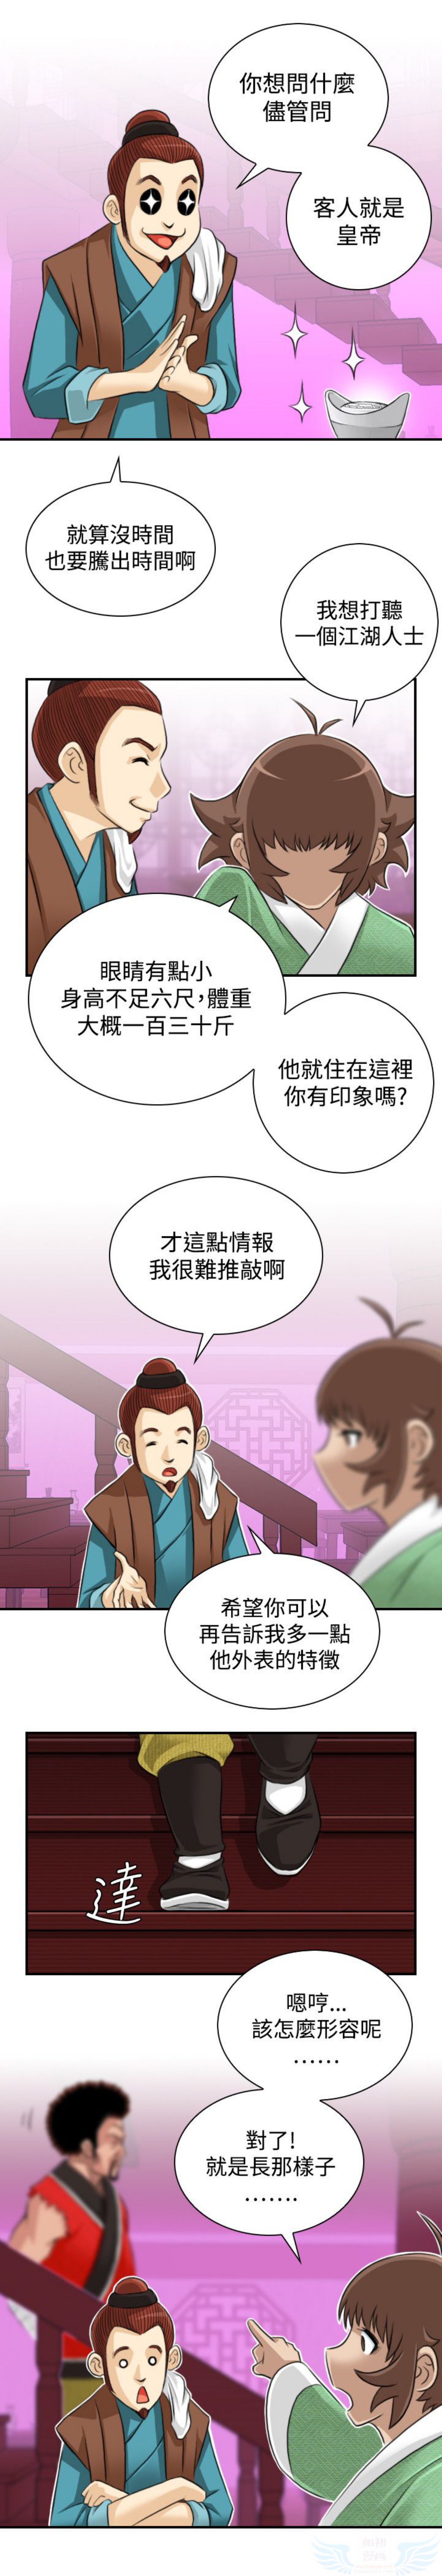 你想問什麼
儘管問
客人就是
皇帝
就算沒時間
也要騰出時間啊
我想打聽
一個江湖人士
眼睛有點小
身高不足六尺，體重
大概一百三十斤
他就住在這裡
你有印象嗎?
才這點情報
我很難推敲啊
希望你可以
再告訴我多一點
他外表的特徵
達
嗯哼...
該怎麼形容呢
......
對了!
就是長那樣子
.......